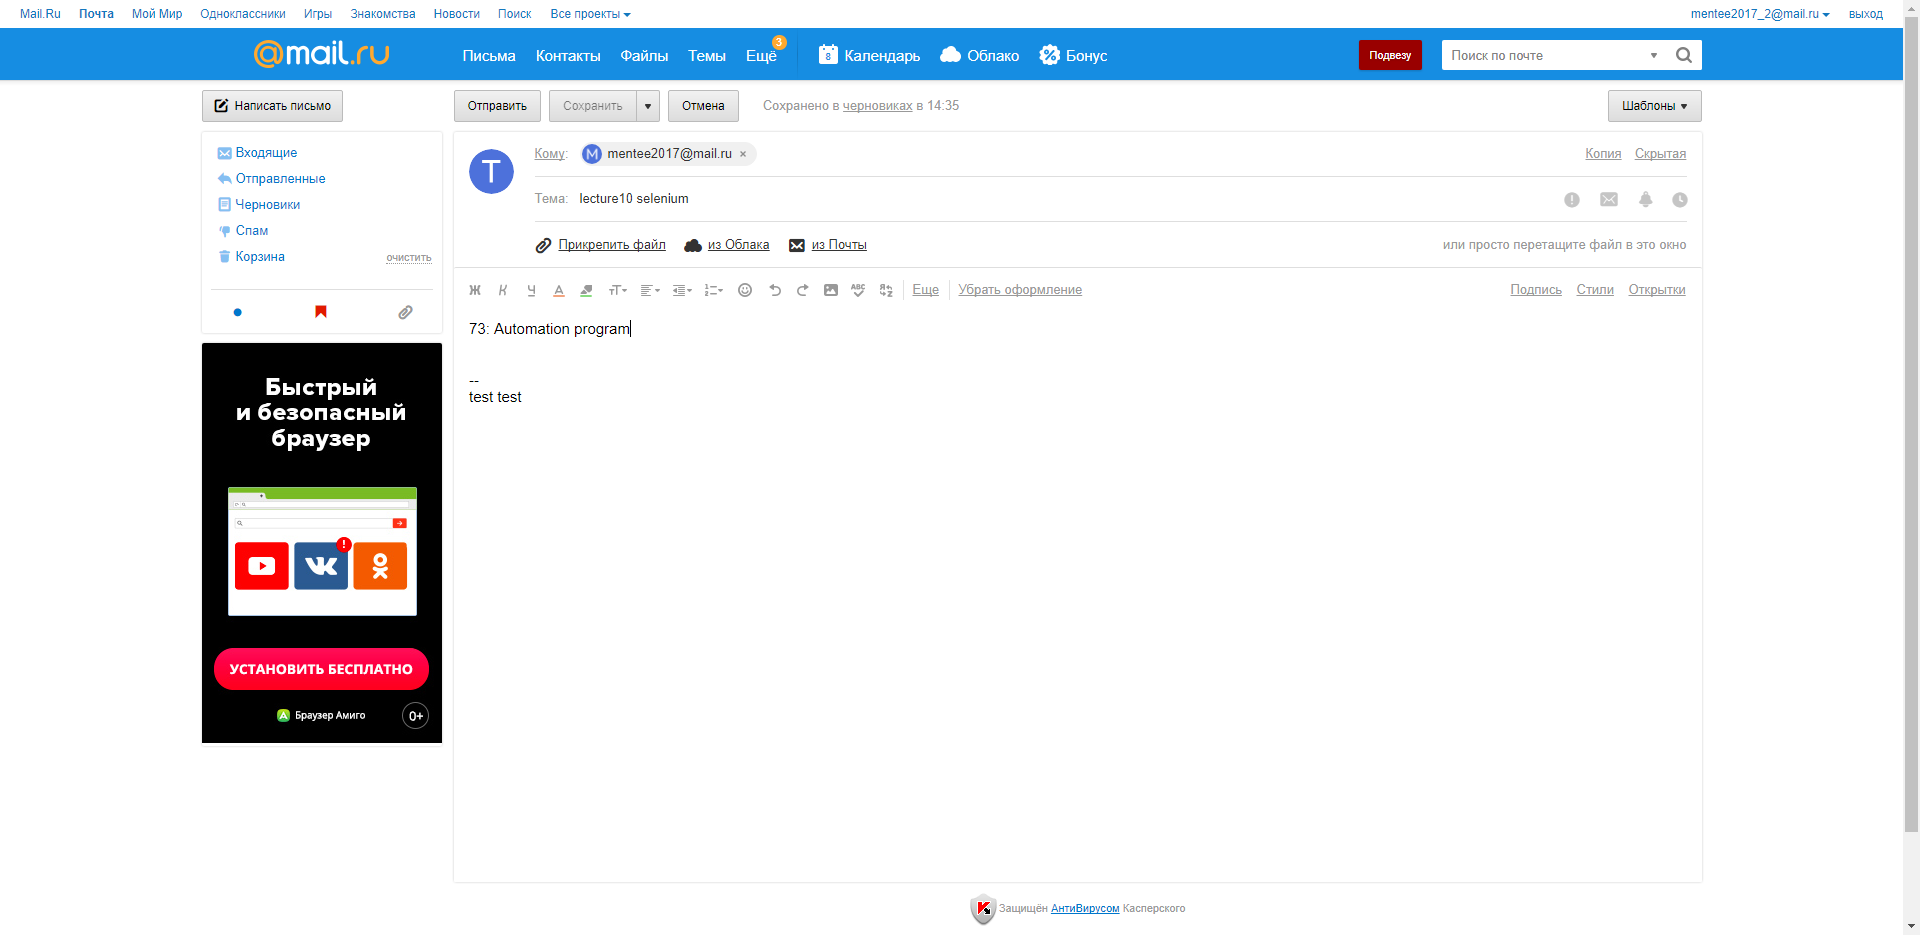 Mail.Ru Почта Мой Мир Одноклассники Игры Знакомства Новости Поиск Все проекты mentee2017_2@mail.ru выход
@mail.ru Письма Контакты Файлы Темы Ещё 3 8 Календарь Облако Бонус Подвезу Поиск по почте
Написать письмо Отправить Сохранить Отмена Сохранено в черновиках в 14:35 Шаблоны
Входящие
Отправленные
Черновики
Спам
Корзина очистить
T
Кому: M mentee2017@mail.ru × Копия Скрытая
Тема: lecture10 selenium
Прикрепить файл из Облака из Почты или просто перетащите файл в это окно
Ж К Ч А тТ ABC Еще Убрать оформление Подпись Стили Открытки
73: Automation program
--
test test
Быстрый
и безопасный
браузер
!
УСТАНОВИТЬ БЕСПЛАТНО
Браузер Амиго 0+
Защищён АнтиВирусом Касперского